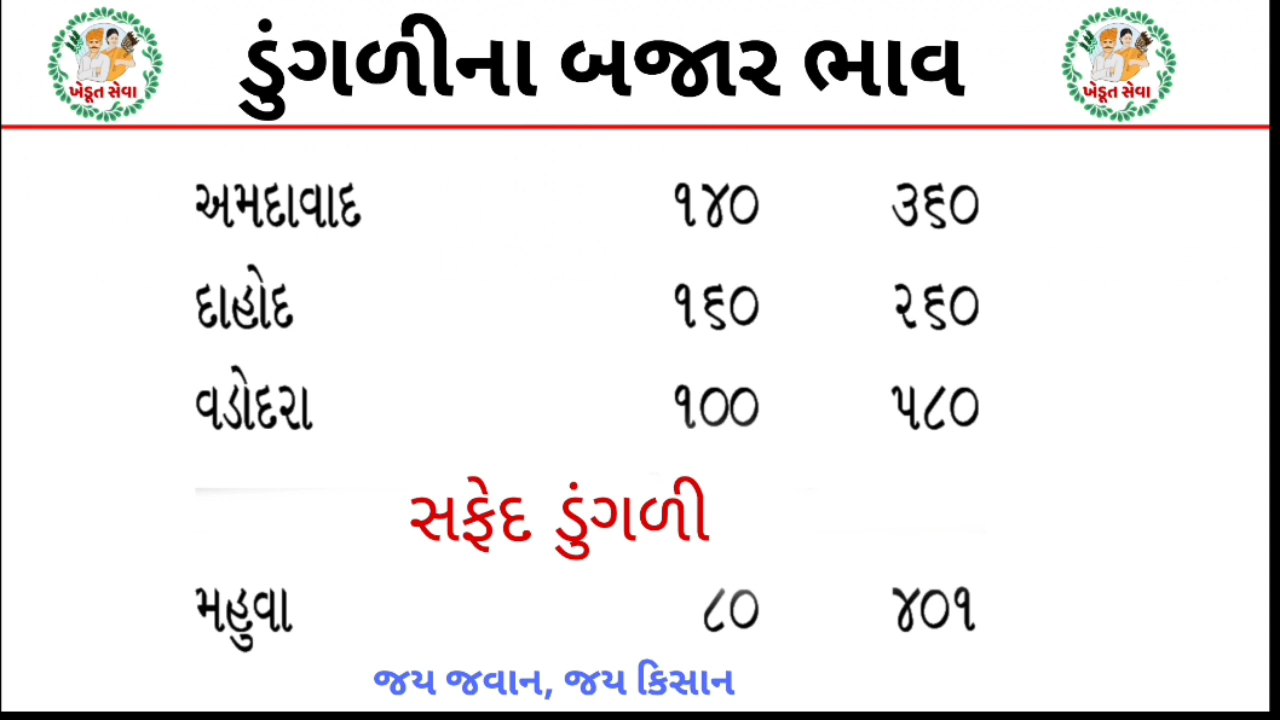 ડુંગળીના બજાર ભાવ
ખેડૂત સેવા
ખેડૂત સેવા
અમદાવાદ ૧૪૦ ૩૬૦
દાહોદ ૧૬૦ ૨૬૦
વડોદરા ૧૦૦ ૫૮૦
સફેદ ડુંગળી
મહુવા ૮૦ ૪૦૧
જય જવાન, જય કિસાન